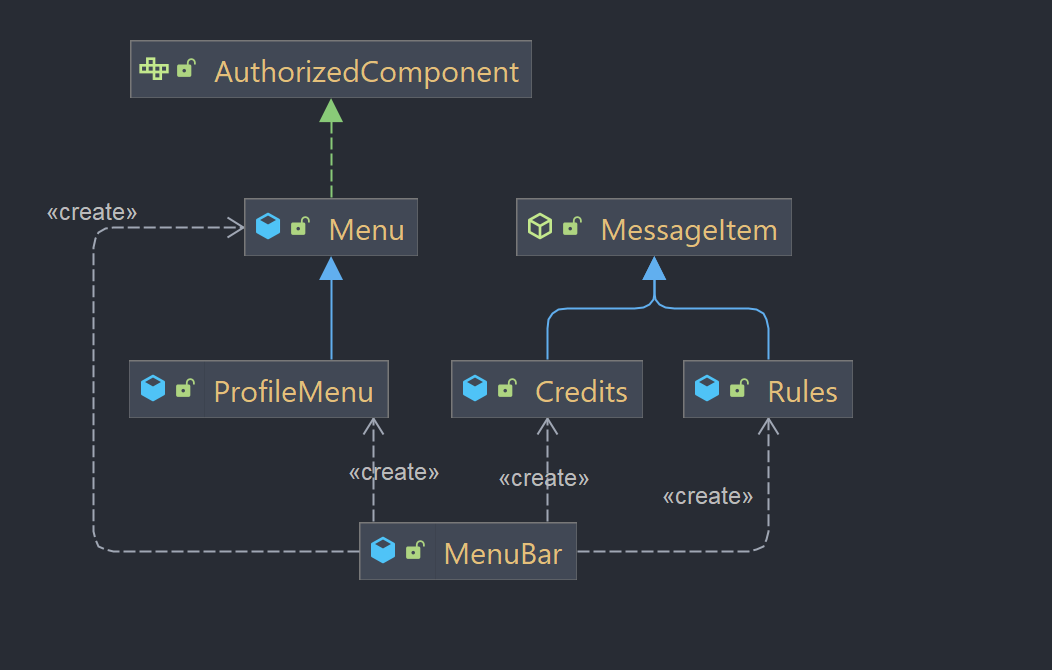 AuthorizedComponent
«create»
Menu
MessageItem
ProfileMenu
Credits
Rules
«create»
«create»
«create»
MenuBar